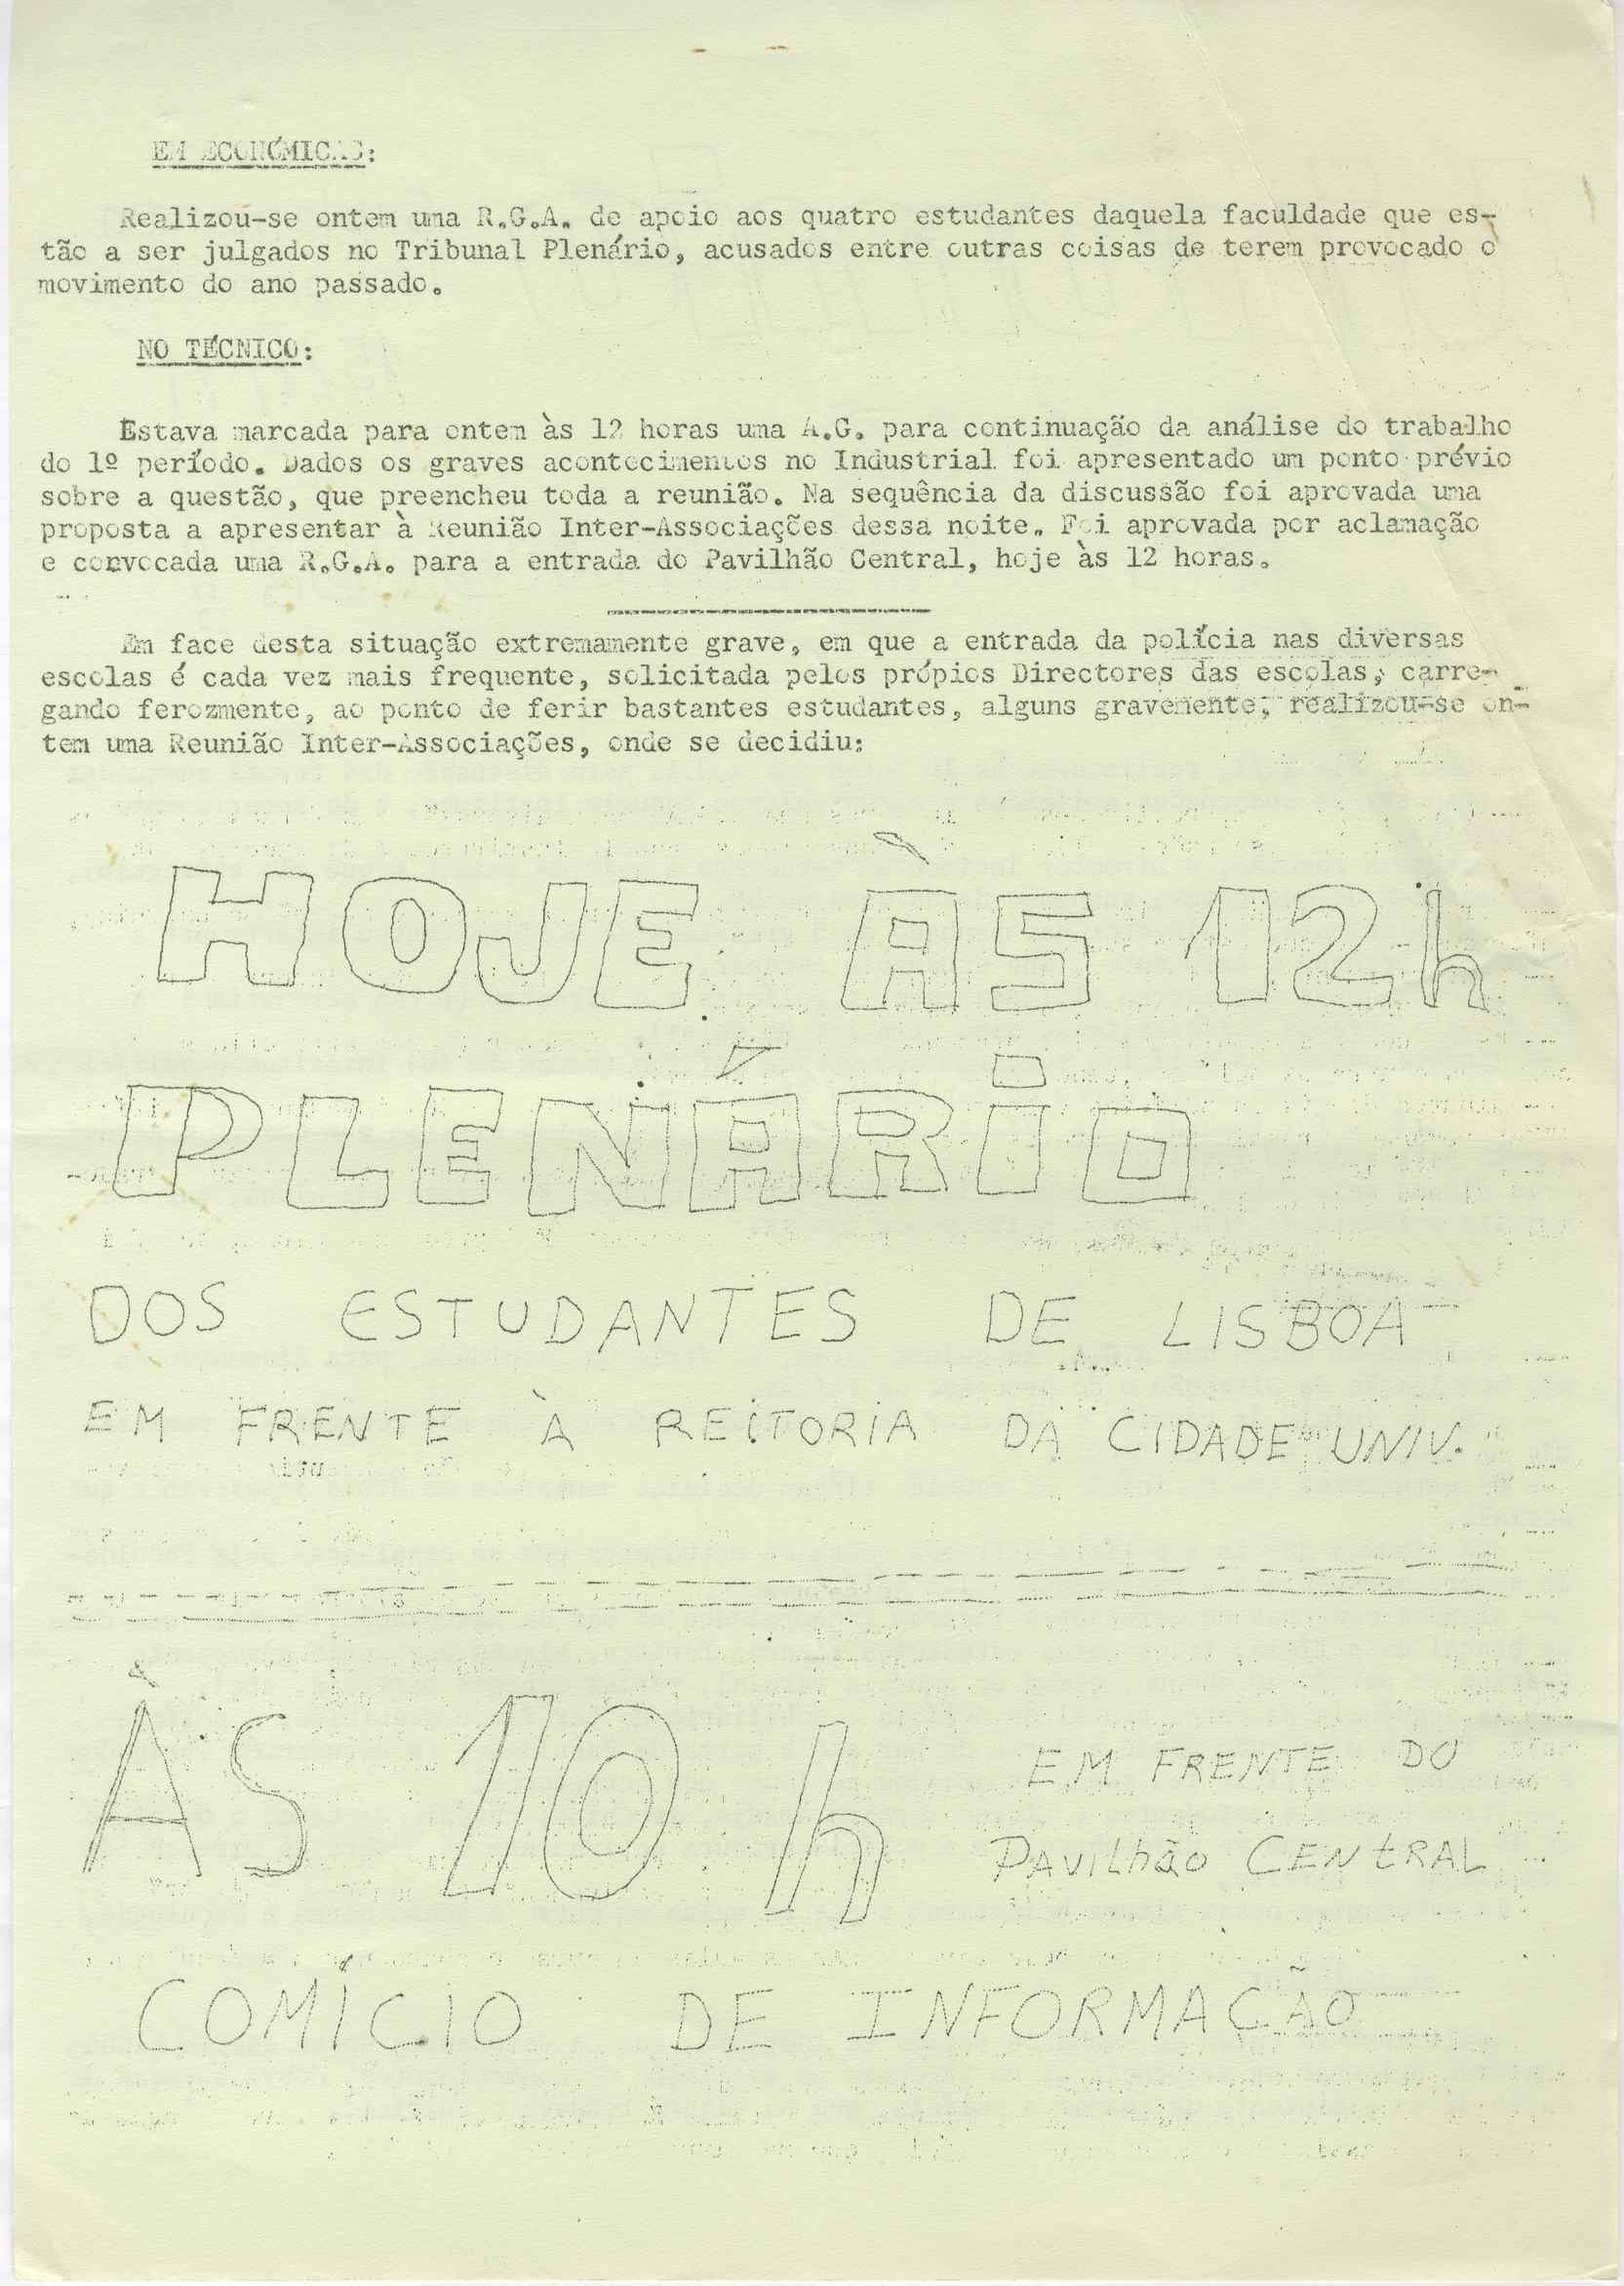 EM ECONÓMICAS:
Realizou-se ontem uma R.G.A. de apoio aos quatro estudantes daquela faculdade que es-
tão a ser julgados no Tribunal Plenário, acusados entre outras coisas de terem provocado o
movimento do ano passado.
NO TÉCNICO:
Estava marcada para ontem às 12 horas uma A.G. para continuação da análise do trabalho
do 1º período. Dados os graves acontecimentos no Industrial foi apresentado um ponto prévio
sobre a questão, que preencheu toda a reunião. Na sequência da discussão foi aprovada uma
proposta a apresentar à Reunião Inter-Associações dessa noite. Foi aprovada por aclamação
e convocada uma R.G.A. para a entrada do Pavilhão Central, hoje às 12 horas.
Em face desta situação extremamente grave, em que a entrada da polícia nas diversas
escolas é cada vez mais frequente, solicitada pelos própios Directores das escolas, carre-
gando ferozmente, ao ponto de ferir bastantes estudantes, alguns gravemente, realizou-se on-
tem uma Reunião Inter-Associações, onde se decidiu:
HOJE ÀS 12h
PLENÁRIO
DOS ESTUDANTES DE LISBOA
EM FRENTE À REITORIA DA CIDADE UNIV.
ÀS 10 h EM FRENTE DO
PAVILHÃO CENTRAL
COMÍCIO DE INFORMAÇÃO